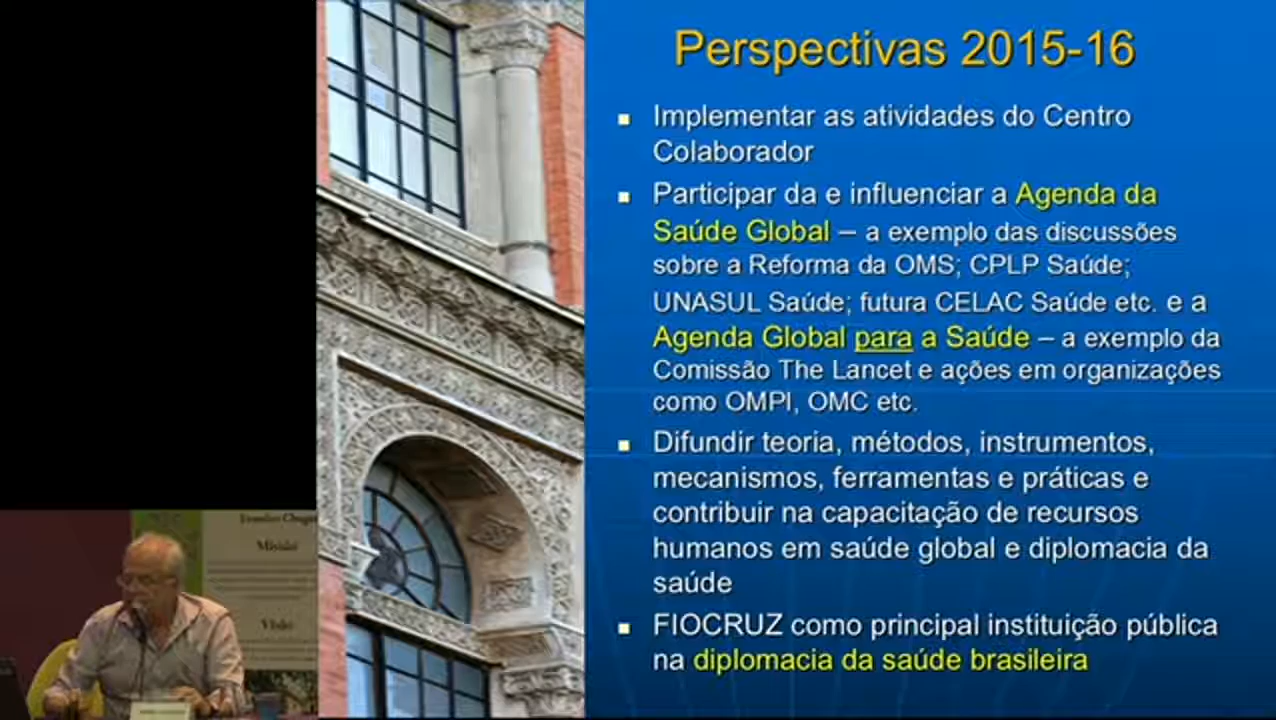 Perspectivas 2015-16
Implementar as atividades do Centro
Colaborador
Participar da e influenciar a Agenda da
Saúde Global – a exemplo das discussões
sobre a Reforma da OMS; CPLP Saúde;
UNASUL Saúde; futura CELAC Saúde etc. e a
Agenda Global para a Saúde – a exemplo da
Comissão The Lancet e ações em organizações
como OMPI, OMC etc.
Difundir teoria, métodos, instrumentos,
mecanismos, ferramentas e práticas e
contribuir na capacitação de recursos
humanos em saúde global e diplomacia da
saúde
FIOCRUZ como principal instituição pública
na diplomacia da saúde brasileira
Evandro Chagas
Missão
Visão